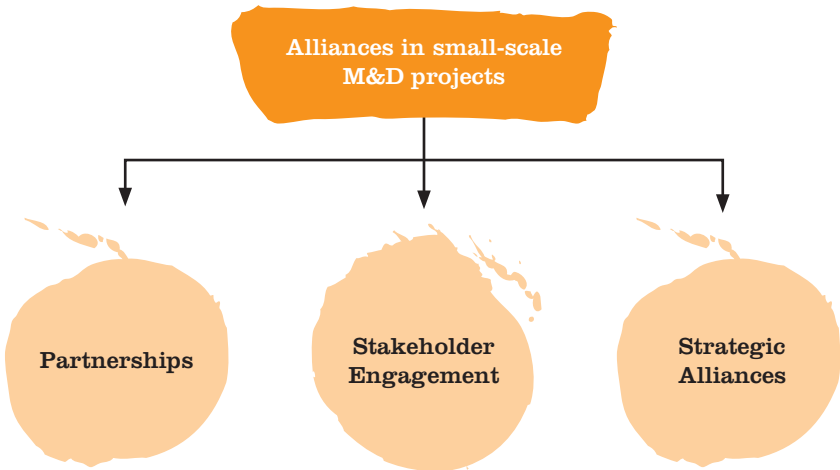 Alliances in small-scale
M&D projects
Partnerships
Stakeholder
Engagement
Strategic
Alliances